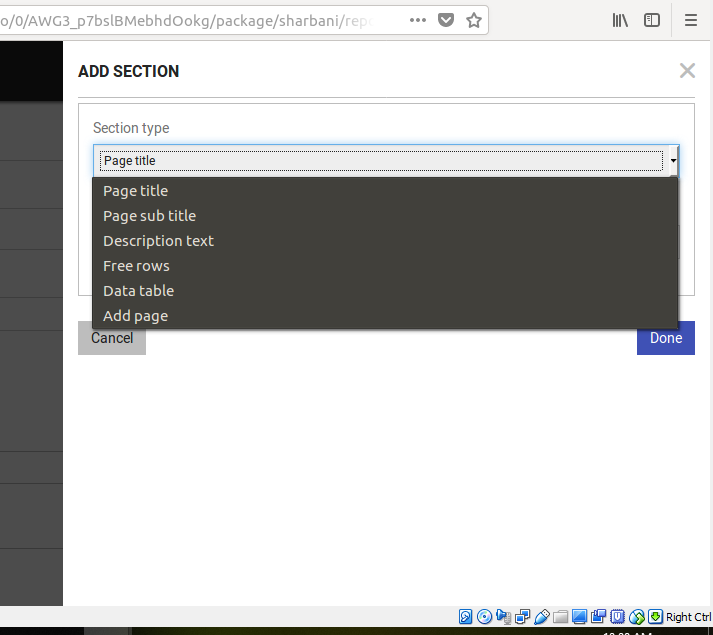 o/0/AWG3_p7bslBMebhdOokg/package/sharbani/repo
ADD SECTION
Section type
Page title
Page title
Page sub title
Description text
Free rows
Data table
Add page
Cancel
Done
Right Ctrl